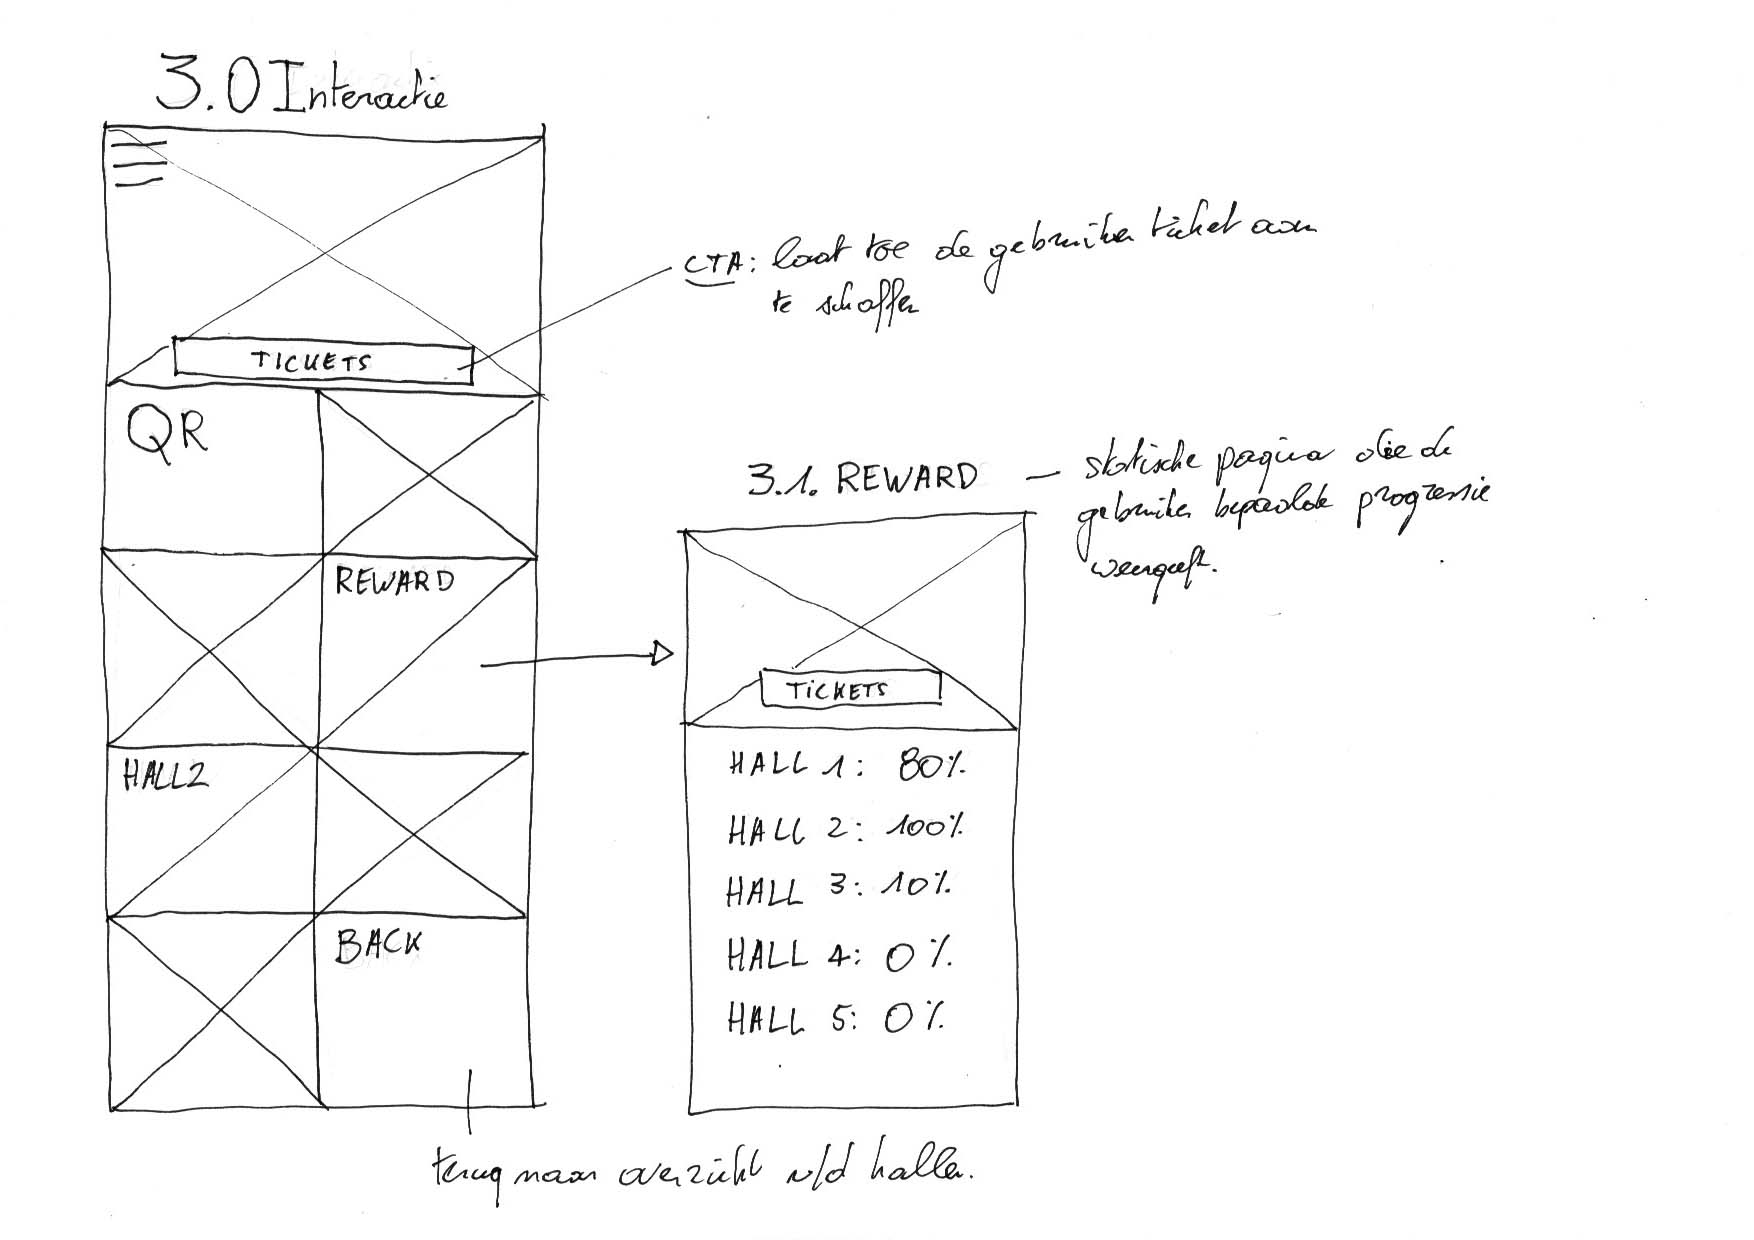 3.0 Interactie
CTA: laat toe de gebruiker ticket aan
te schaffen
TICKETS
QR
REWARD
HALL2
BACK
terug naar overzicht v/d hallen.
3.1. REWARD — statische pagina die de
gebruiker bepaalde progressie
weergeeft.
TICKETS
HALL 1: 80%
HALL 2: 100%
HALL 3: 10%
HALL 4: 0%
HALL 5: 0%